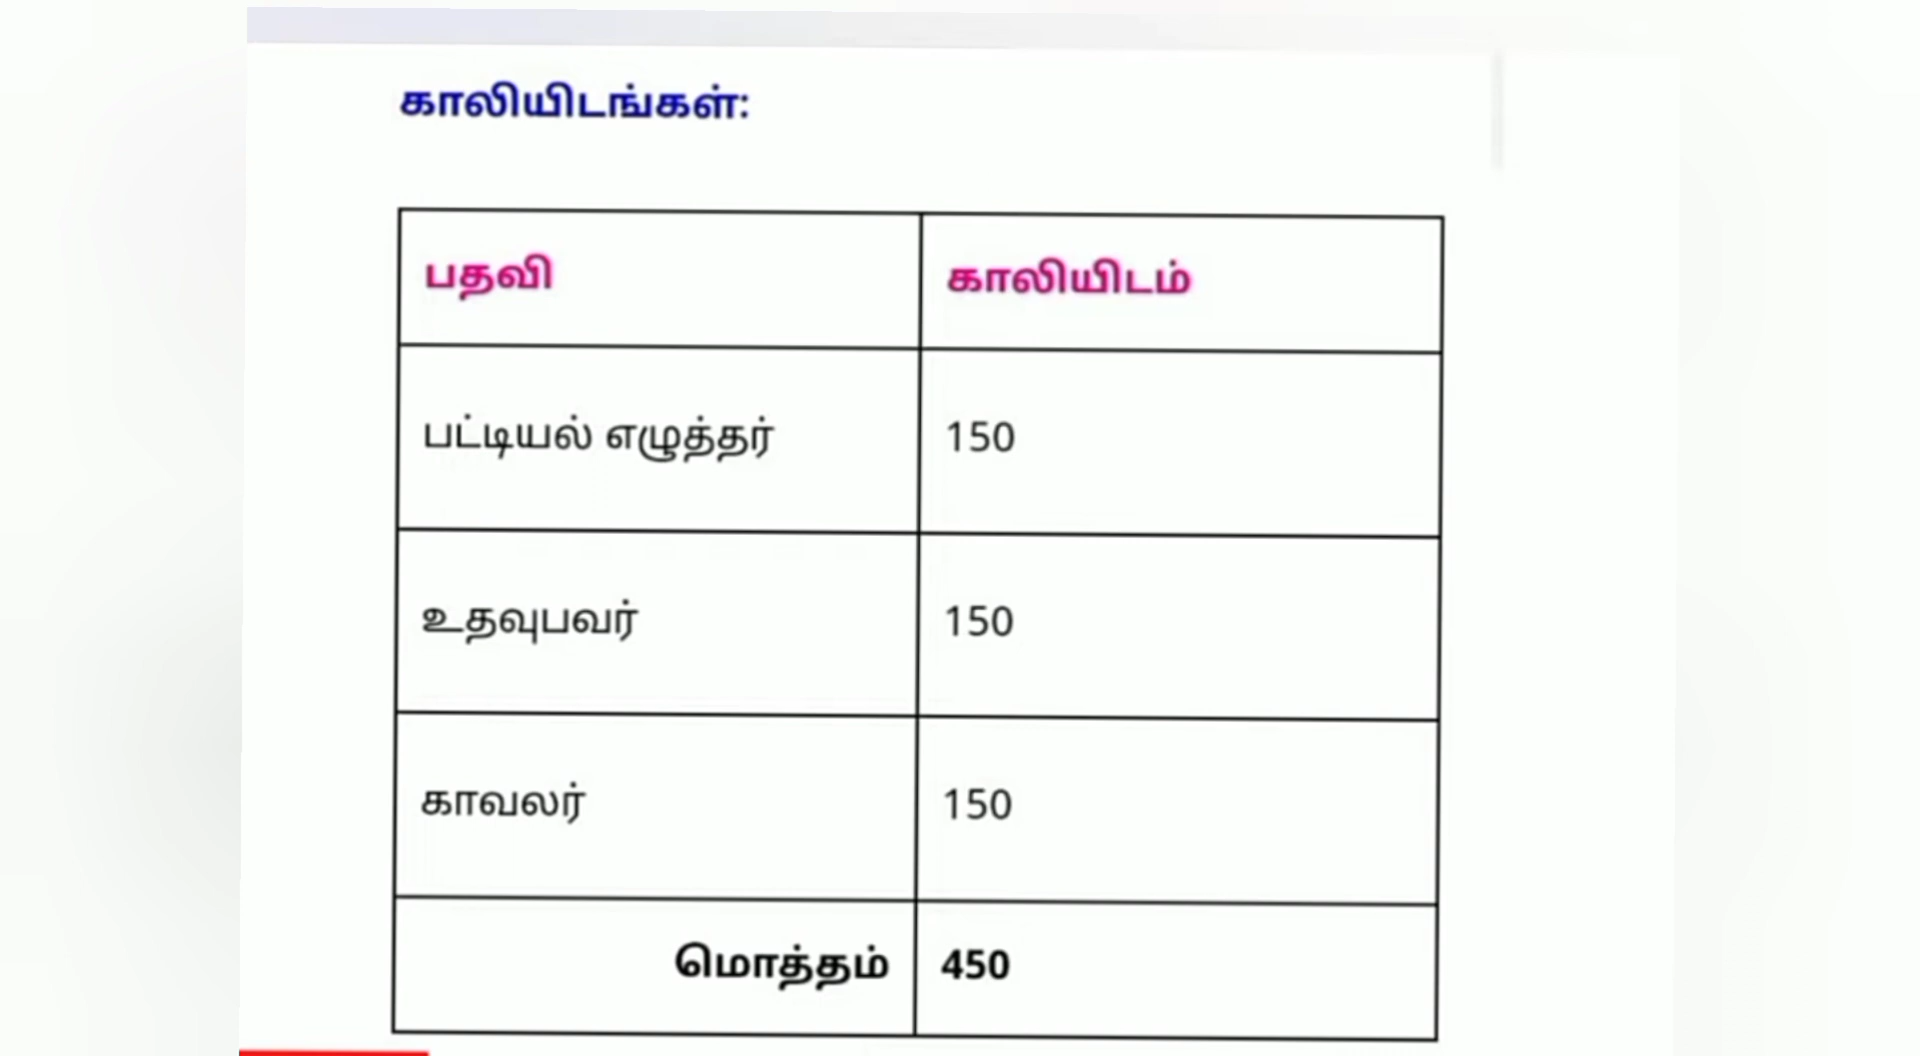 காலியிடங்கள்:
பதவி காலியிடம்
பட்டியல் எழுத்தர் 150
உதவுபவர் 150
காவலர் 150
மொத்தம் 450